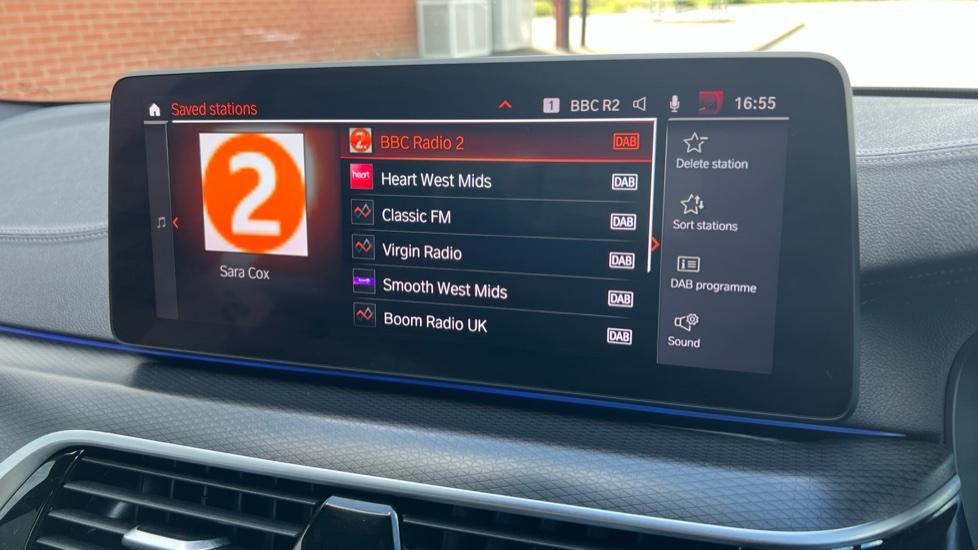 Saved stations
1 BBC R2
16:55
2
Sara Cox
2 BBC Radio 2 DAB
heart Heart West Mids DAB
Classic FM DAB
Virgin Radio DAB
Smooth West Mids DAB
Boom Radio UK DAB
Delete station
Sort stations
DAB programme
Sound